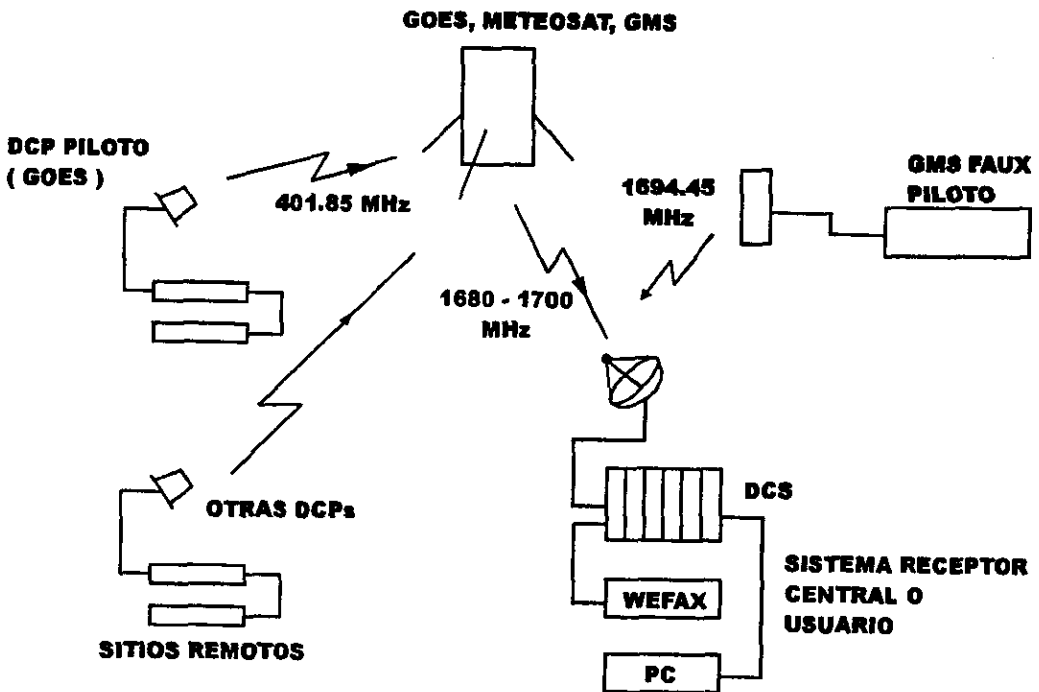 GOES, METEOSAT, GMS
DCP PILOTO
( GOES )
401.85 MHz
1694.45
MHz
GMS FAUX
PILOTO
1680 - 1700
MHz
OTRAS DCPs
SITIOS REMOTOS
DCS
WEFAX
PC
SISTEMA RECEPTOR
CENTRAL O
USUARIO